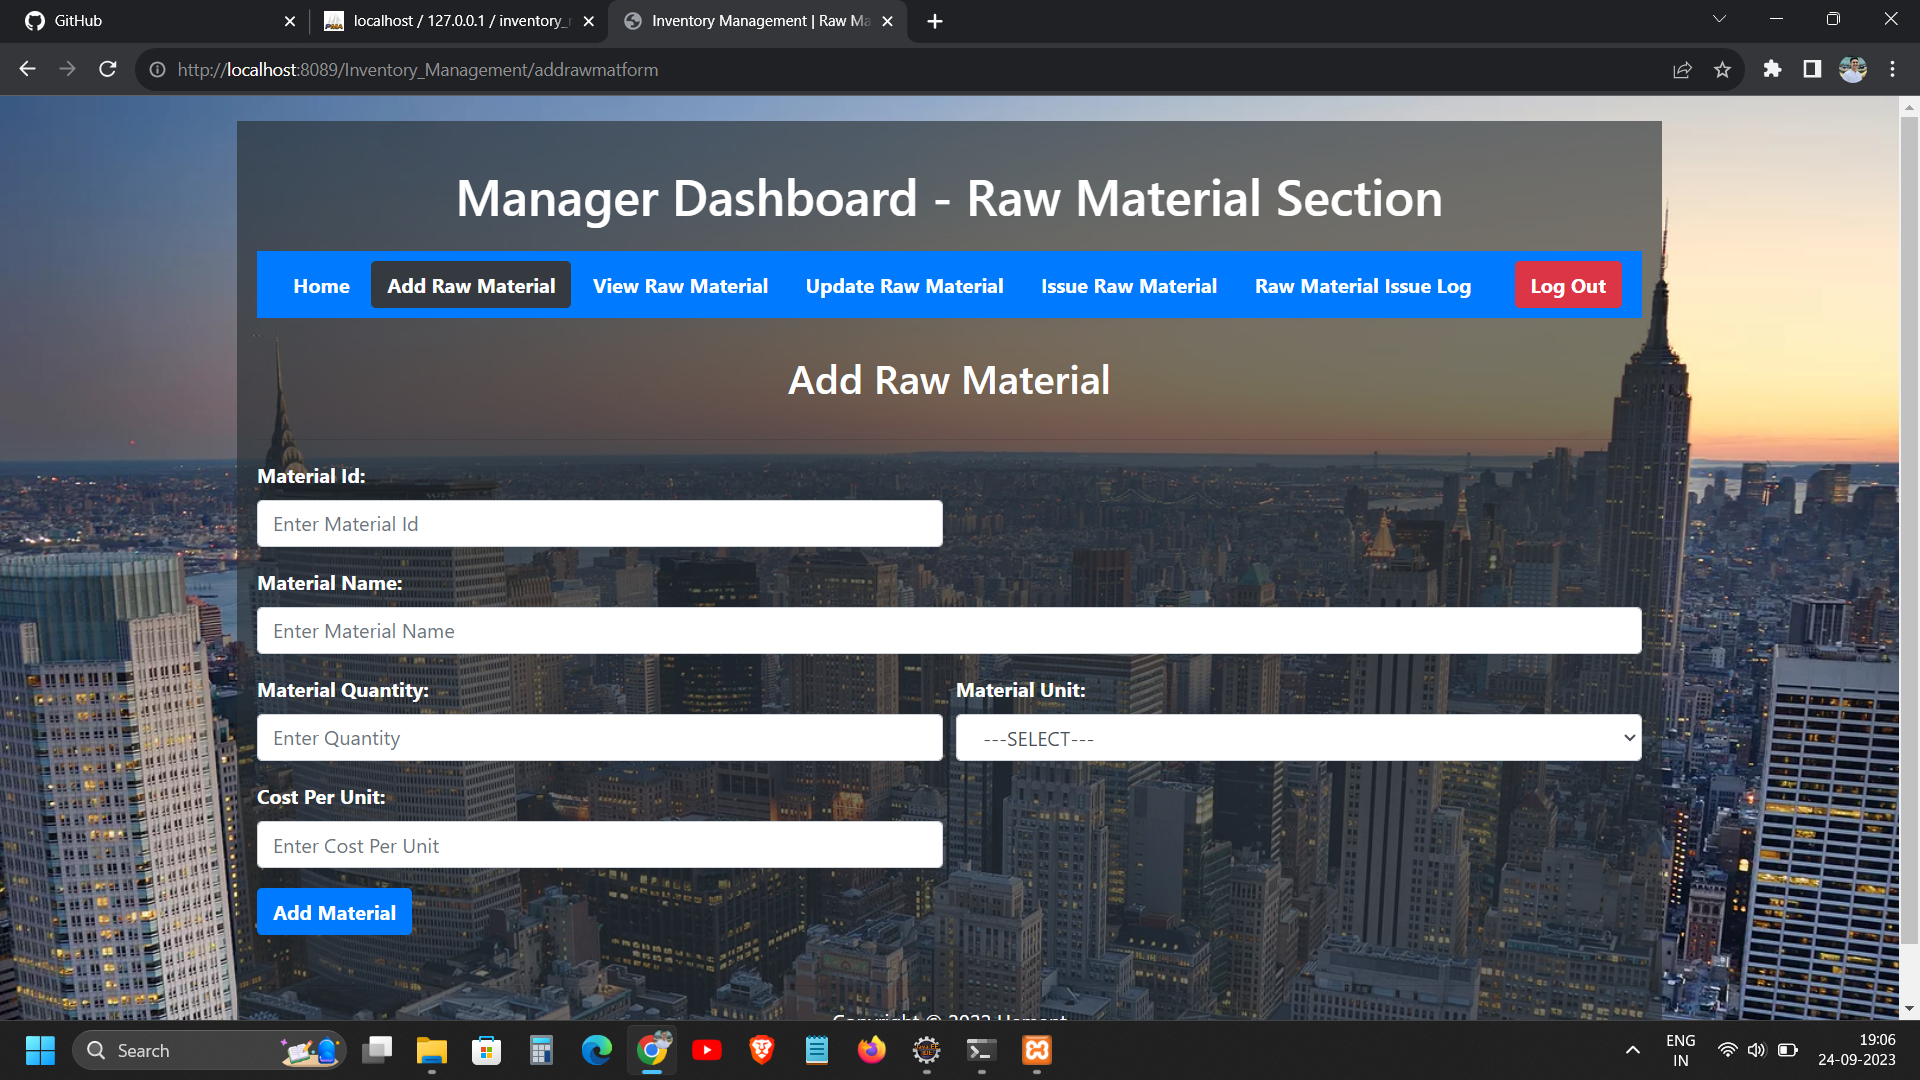 GitHub
localhost / 127.0.0.1 / inventory_
Inventory Management | Raw Ma
http://localhost:8089/Inventory_Management/addrawmatform
Manager Dashboard - Raw Material Section
Home Add Raw Material View Raw Material Update Raw Material Issue Raw Material Raw Material Issue Log Log Out
Add Raw Material
Material Id:
Enter Material Id
Material Name:
Enter Material Name
Material Quantity: Material Unit:
Enter Quantity ---SELECT---
Cost Per Unit:
Enter Cost Per Unit
Add Material
Search
ENG
IN
19:06
24-09-2023